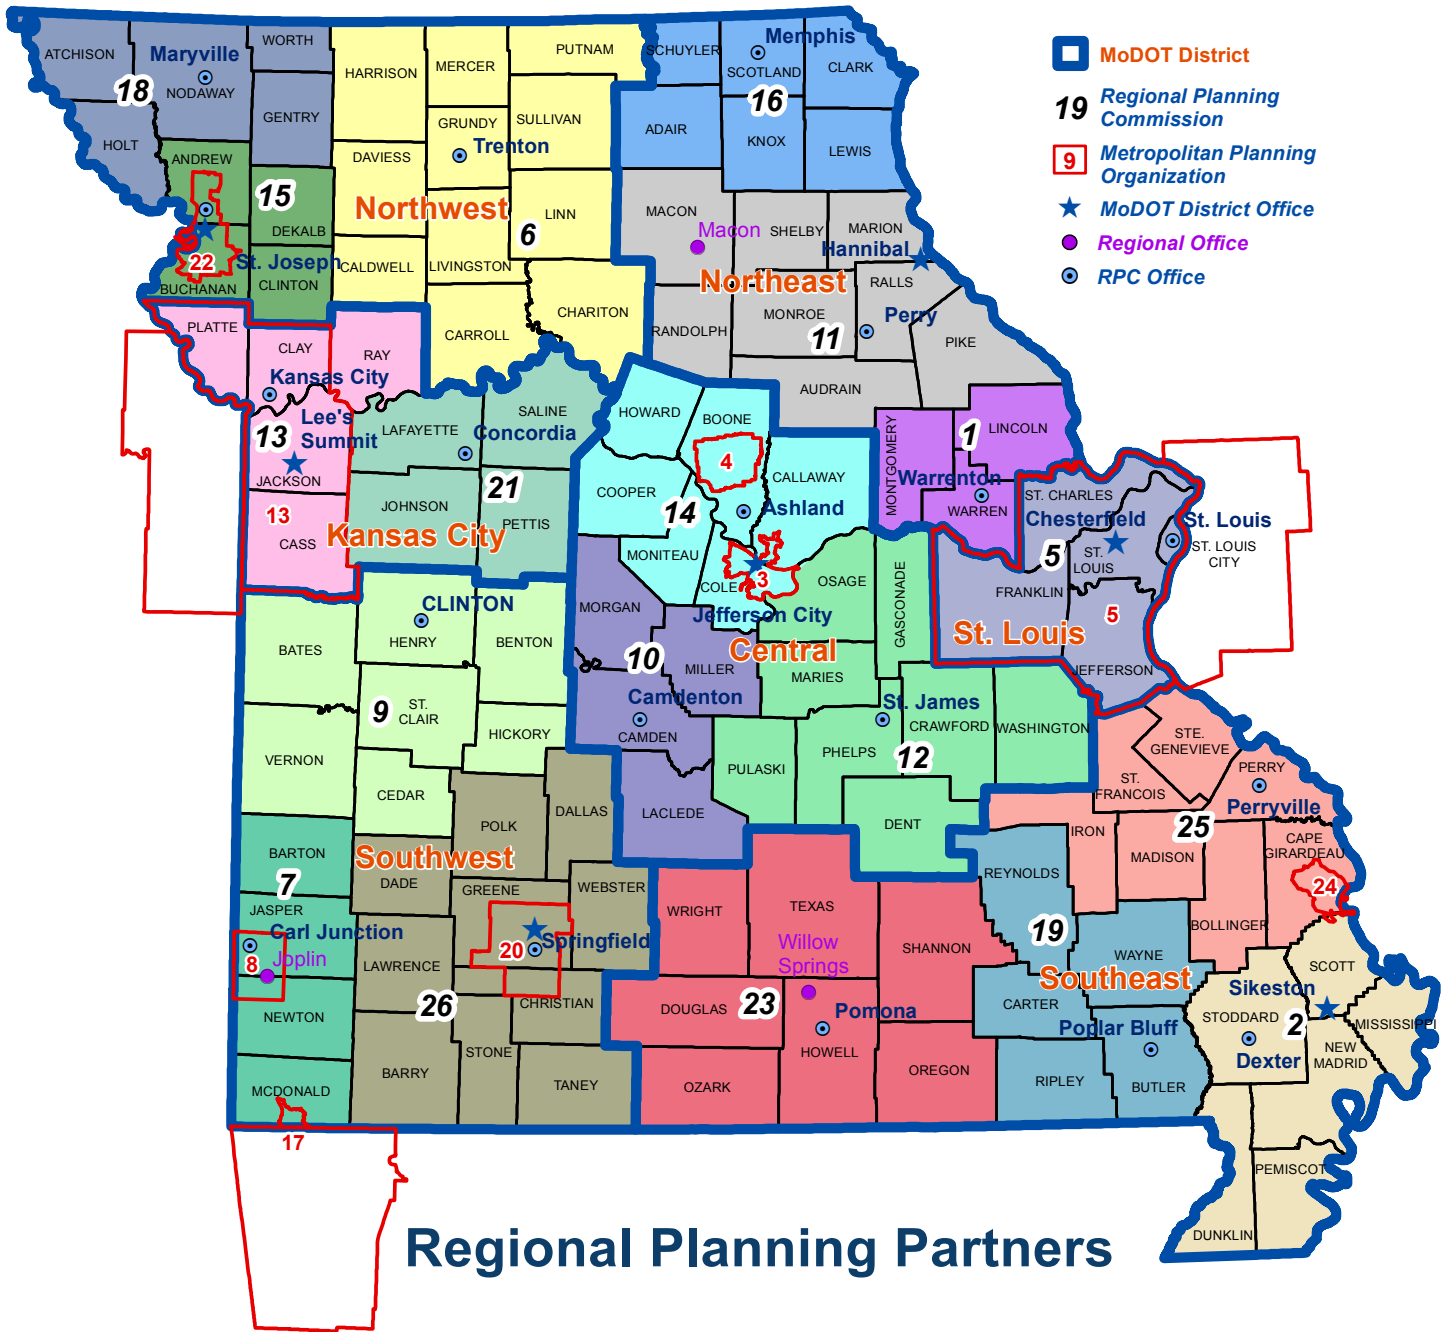 MoDOT District
19 Regional Planning
Commission
9 Metropolitan Planning
Organization
MoDOT District Office
Regional Office
RPC Office
ATCHISON
Maryville
WORTH
18
NODAWAY
HOLT
GENTRY
HARRISON
MERCER
PUTNAM
GRUNDY
SULLIVAN
Trenton
DAVIESS
Northwest
LINN
6
CALDWELL
LIVINGSTON
CARROLL
CHARITON
ANDREW
15
DEKALB
22
St. Joseph
BUCHANAN
CLINTON
SCHUYLER
Memphis
SCOTLAND
CLARK
16
ADAIR
KNOX
LEWIS
MACON
Macon
SHELBY
MARION
Hannibal
Northeast
RALLS
RANDOLPH
MONROE
11
Perry
PIKE
AUDRAIN
PLATTE
CLAY
RAY
Kansas City
13
Lee's
Summit
JACKSON
13
CASS
LAFAYETTE
SALINE
Concordia
JOHNSON
21
PETTIS
Kansas City
HOWARD
BOONE
4
CALLAWAY
COOPER
14
Ashland
MONITEAU
COLE
3
Jefferson City
MONTGOMERY
1
LINCOLN
Warrenton
WARREN
ST. CHARLES
Chesterfield
St. Louis
ST. LOUIS
CITY
5
ST.
LOUIS
FRANKLIN
5
St. Louis
JEFFERSON
MORGAN
10
MILLER
Central
Camdenton
CAMDEN
LACLEDE
OSAGE
GASCONADE
MARIES
St. James
PHELPS
CRAWFORD
WASHINGTON
PULASKI
12
DENT
CLINTON
HENRY
BENTON
BATES
9
ST.
CLAIR
HICKORY
VERNON
CEDAR
POLK
DALLAS
BARTON
Southwest
7
DADE
GREENE
WEBSTER
JASPER
Carl Junction
8
Joplin
20
Springfield
LAWRENCE
26
CHRISTIAN
NEWTON
STONE
BARRY
TANEY
MCDONALD
17
WRIGHT
TEXAS
Willow
Springs
SHANNON
DOUGLAS
23
Pomona
HOWELL
OZARK
OREGON
STE.
GENEVIEVE
ST.
FRANCOIS
PERRY
Perryville
IRON
25
MADISON
CAPE
GIRARDEAU
24
BOLLINGER
REYNOLDS
19
WAYNE
Southeast
CARTER
Poplar Bluff
RIPLEY
BUTLER
SCOTT
Sikeston
STODDARD
2
MISSISSIPPI
Dexter
NEW
MADRID
PEMISCOT
DUNKLIN
Regional Planning Partners